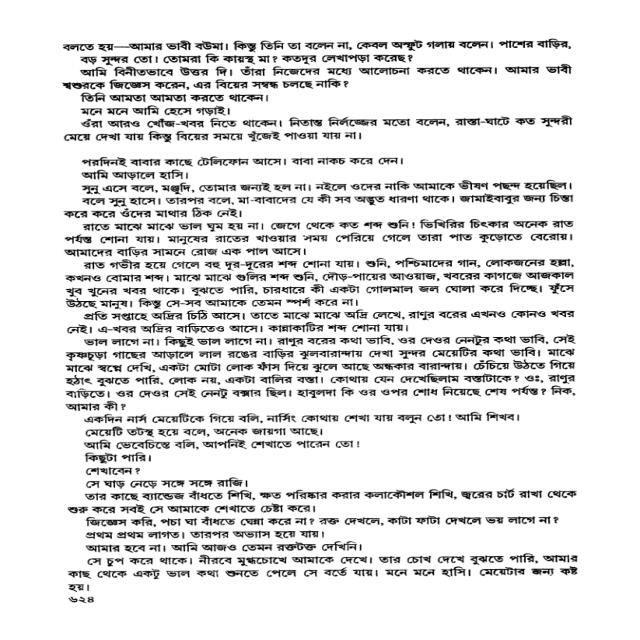 বলতে হয়—আমার ভাবী বউমা। কিন্তু তিনি তা বলেন না, কেবল অস্ফুট গলায় বলেন। পাশের বাড়ির,
বড় সুন্দর তো। তোমরা কি কায়স্থ মা? কতদূর লেখাপড়া করেছ?
আমি বিনীতভাবে উত্তর দি। তাঁরা নিজেদের মধ্যে আলোচনা করতে থাকেন। আমার ভাবী
শ্বশুরকে জিজ্ঞেস করেন, এর বিয়ের সম্বন্ধ চলছে নাকি?
তিনি আমতা আমতা করতে থাকেন।
মনে মনে আমি হেসে গড়াই।
ওঁরা আরও খোঁজ-খবর নিতে থাকেন। নিতান্ত নির্লজ্জের মতো বলেন, রাস্তা-ঘাটে কত সুন্দরী
মেয়ে দেখা যায় কিন্তু বিয়ের সময়ে খুঁজেই পাওয়া যায় না।
পরদিনই বাবার কাছে টেলিফোন আসে। বাবা নাকচ করে দেন।
আমি আড়ালে হাসি।
সুনু এসে বলে, মঞ্জুদি, তোমার জন্যই হল না। নইলে ওদের নাকি আমাকে ভীষণ পছন্দ হয়েছিল।
বলে সুনু হাসে। তারপর বলে, মা-বাবাদের যে কী সব অদ্ভুত ধারণা থাকে। জামাইবাবুর জন্য চিন্তা
করে করে ওঁদের মাথার ঠিক নেই।
রাতে মাঝে মাঝে ভাল ঘুম হয় না। জেগে থেকে কত শব্দ শুনি! ভিখিরির চিৎকার অনেক রাত
পর্যন্ত শোনা যায়। মানুষের রাতের খাওয়ার সময় পেরিয়ে গেলে তারা পাত কুড়োতে বেরোয়।
আমাদের বাড়ির সামনে রোজ এক পাল আসে।
রাত গভীর হয়ে গেলে বহু দূর-দূরের শব্দ শোনা যায়। শুনি, পশ্চিমাদের গান, লোকজনের হল্লা,
কখনও বোমার শব্দ। মাঝে মাঝে গুলির শব্দ শুনি, দৌড়-পায়ের আওয়াজ, খবরের কাগজে আজকাল
খুব খুনের খবর থাকে। বুঝতে পারি, চারধারে কী একটা গোলমাল জল ঘোলা করে দিচ্ছে। ফুঁসে
উঠছে মানুষ। কিন্তু সে-সব আমাকে তেমন স্পর্শ করে না।
প্রতি সপ্তাহে অদ্রির চিঠি আসে। তাতে মাঝে মাঝে অদ্রি লেখে, রাণুর বরের এখনও কোনও খবর
নেই। এ-খবর অদ্রির বাড়িতেও আসে। কান্নাকাটির শব্দ শোনা যায়।
ভাল লাগে না। কিছুই ভাল লাগে না। রাণুর বরের কথা ভাবি, ওর দেওর নেনটুর কথা ভাবি, সেই
কৃষ্ণচূড়া গাছের আড়ালে লাল রঙের বাড়ির ঝুলবারান্দায় দেখা সুন্দর মেয়েটির কথা ভাবি। মাঝে
মাঝে স্বপ্নে দেখি, একটা মোটা লোক ফাঁস দিয়ে ঝুলে আছে অন্ধকার বারান্দায়। চেঁচিয়ে উঠতে গিয়ে
হঠাৎ বুঝতে পারি, লোক নয়, একটা বালির বস্তা। কোথায় যেন দেখেছিলাম বস্তাটাকে? ওঃ, রাণুর
বাড়িতে। ওর দেওর সেই নেনটু বক্সার ছিল। হাবুলদা কি ওর ওপর শোধ নিয়েছে শেষ পর্যন্ত? নিক,
আমার কী?
একদিন নার্স মেয়েটিকে গিয়ে বলি, নার্সিং কোথায় শেখা যায় বলুন তো! আমি শিখব।
মেয়েটি তটস্থ হয়ে বলে, অনেক জায়গা আছে।
আমি ভেবেচিন্তে বলি, আপনিই শেখাতে পারেন তো!
কিছুটা পারি।
শেখাবেন?
সে ঘাড় নেড়ে সঙ্গে সঙ্গে রাজি।
তার কাছে ব্যান্ডেজ বাঁধতে শিখি, ক্ষত পরিষ্কার করার কলাকৌশল শিখি, জ্বরের চার্ট রাখা থেকে
শুরু করে সবই সে আমাকে শেখাতে চেষ্টা করে।
জিজ্ঞেস করি, পচা ঘা বাঁধতে ঘেন্না করে না? রক্ত দেখলে, কাটা ফাটা দেখলে ভয় লাগে না?
প্রথম প্রথম লাগত। তারপর অভ্যাস হয়ে যায়।
আমার হবে না। আমি আজও তেমন রক্তটক্ত দেখিনি।
সে চুপ করে থাকে। নীরবে মুগ্ধচোখে আমাকে দেখে। তার চোখ দেখে বুঝতে পারি, আমার
কাছ থেকে একটু ভাল কথা শুনতে পেলে সে বর্তে যায়। মনে মনে হাসি। মেয়েটার জন্য কষ্ট
হয়।
৬২৪